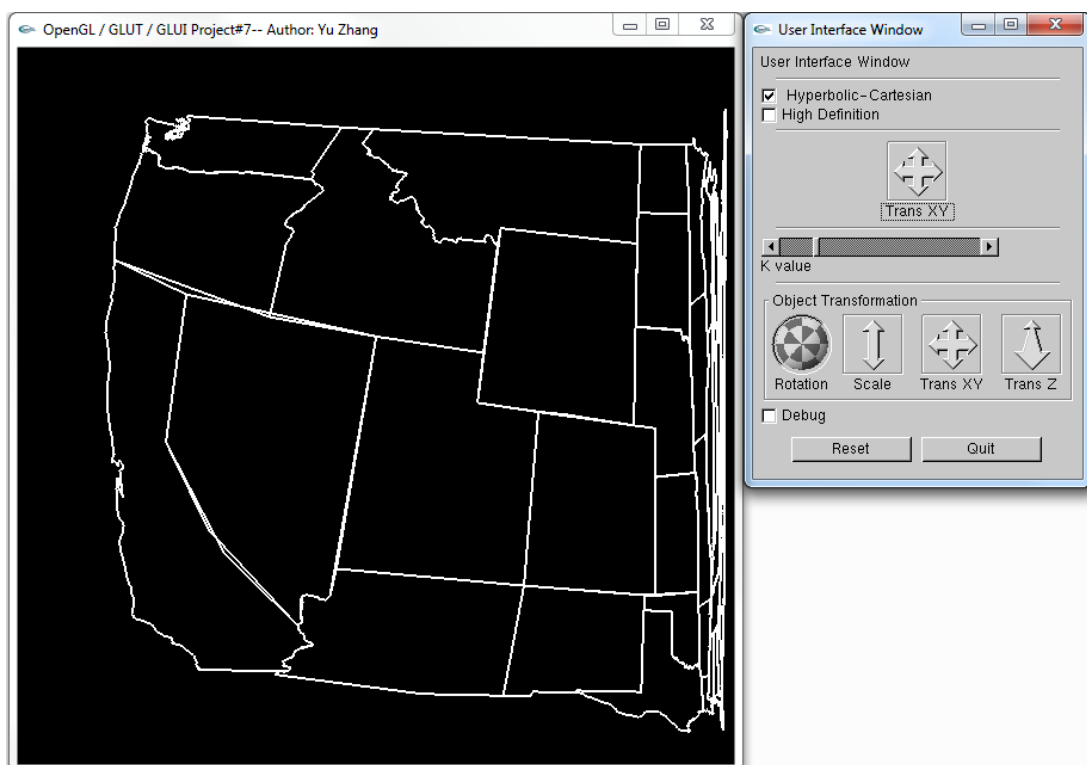 OpenGL / GLUT / GLUI Project#7-- Author: Yu Zhang
User Interface Window
User Interface Window
Hyperbolic-Cartesian
High Definition
Trans XY
K value
Object Transformation
Rotation Scale Trans XY Trans Z
Debug
Reset Quit